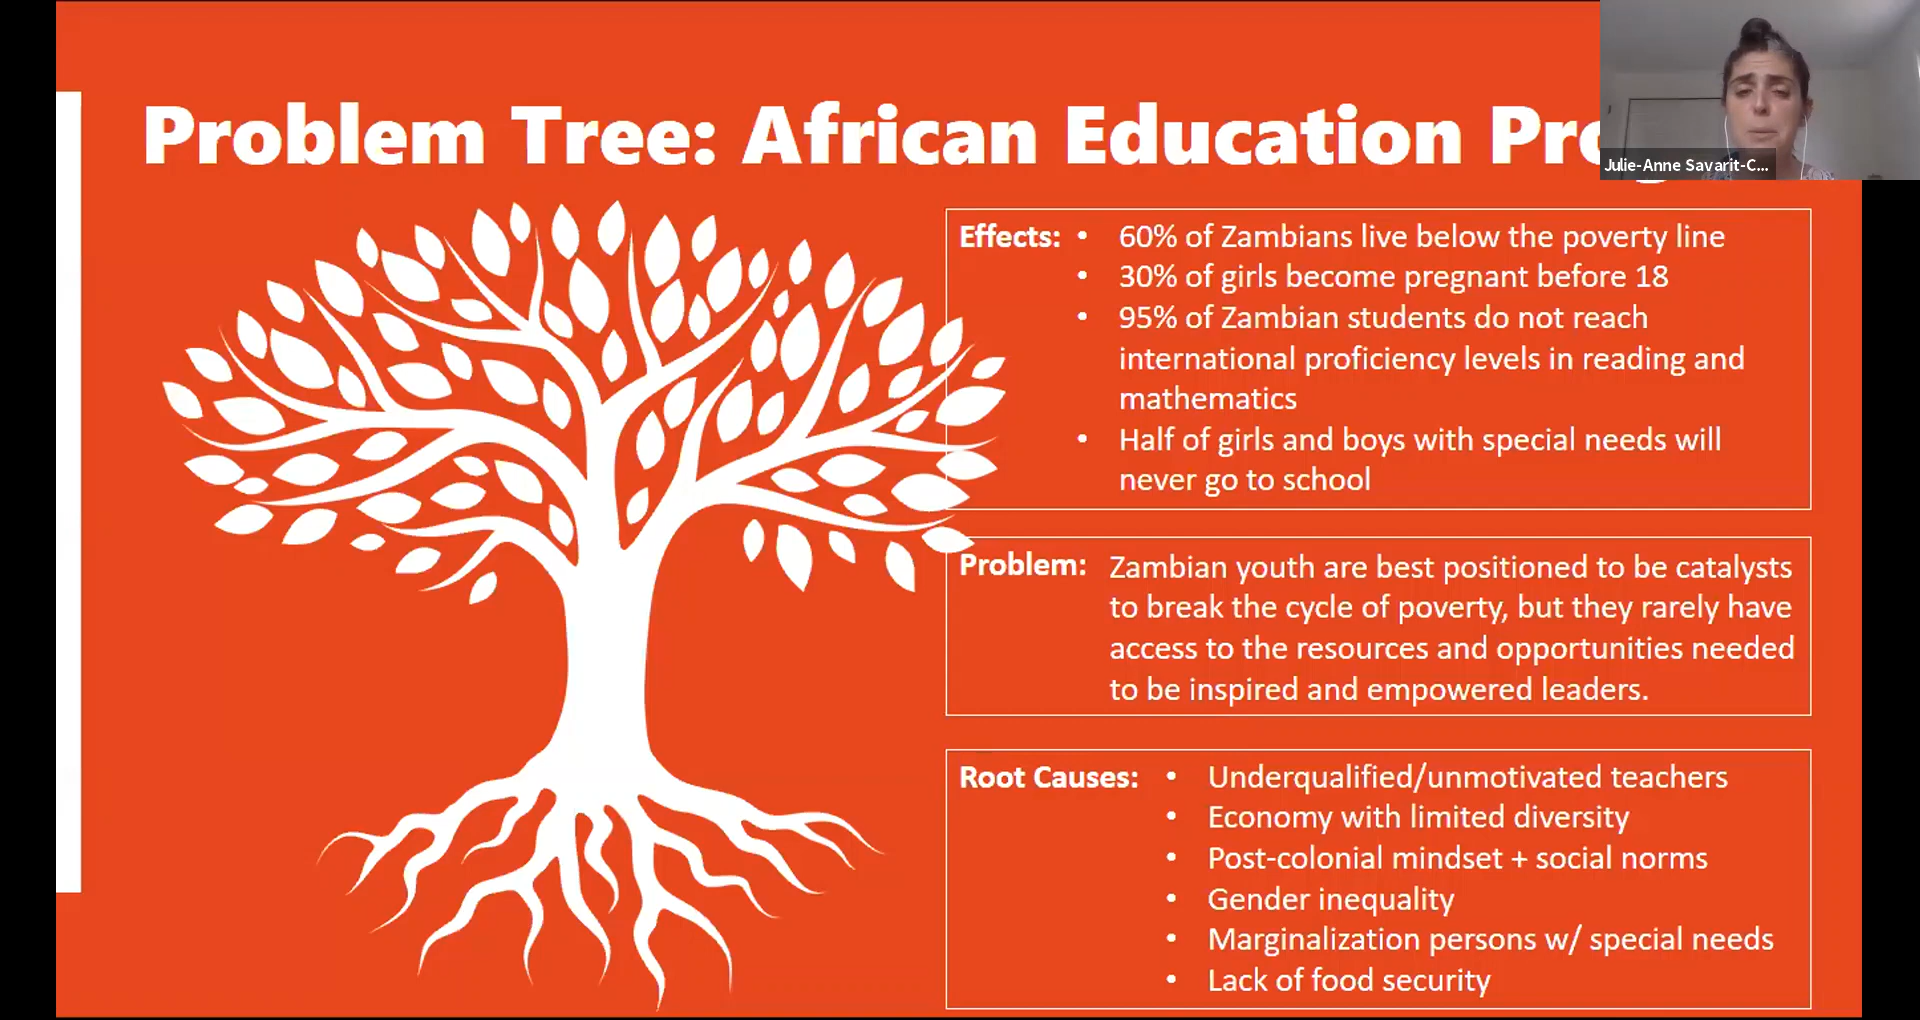 Problem Tree: African Education
Julie-Anne Savarit-C...
Effects:
• 60% of Zambians live below the poverty line
• 30% of girls become pregnant before 18
• 95% of Zambian students do not reach
international proficiency levels in reading and
mathematics
• Half of girls and boys with special needs will
never go to school
Problem:
Zambian youth are best positioned to be catalysts
to break the cycle of poverty, but they rarely have
access to the resources and opportunities needed
to be inspired and empowered leaders.
Root Causes:
• Underqualified/unmotivated teachers
• Economy with limited diversity
• Post-colonial mindset + social norms
• Gender inequality
• Marginalization persons w/ special needs
• Lack of food security